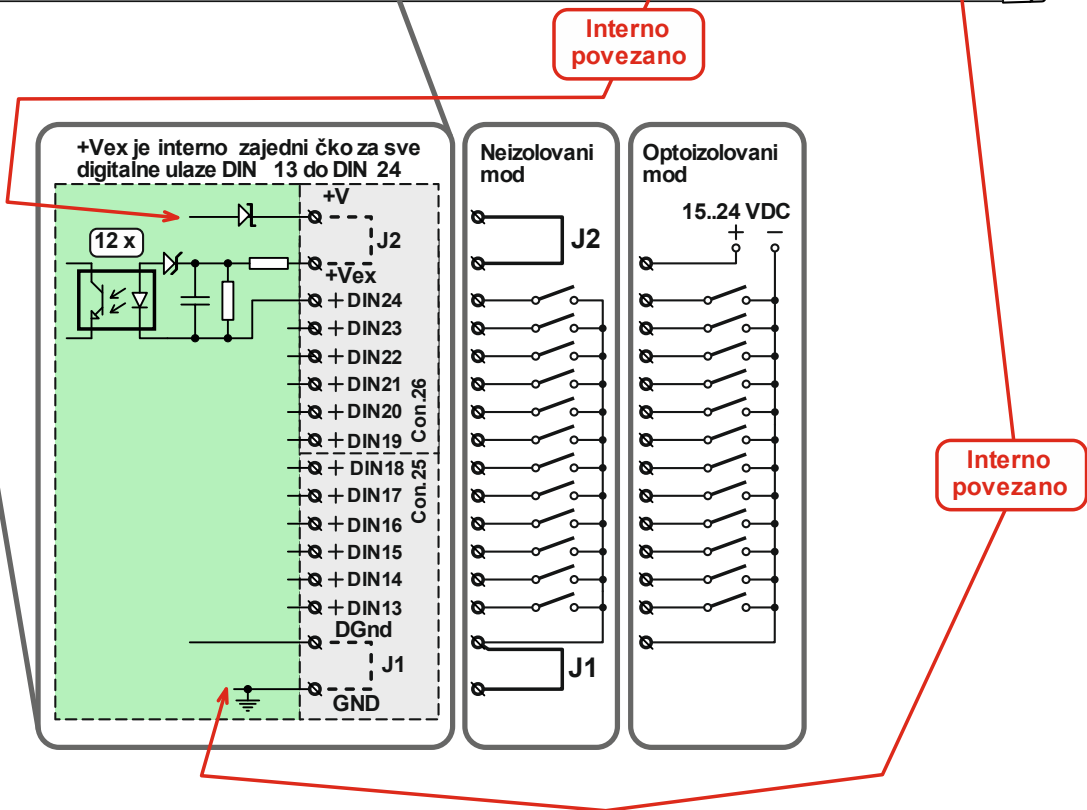 Interno
povezano
+Vex je interno zajedni čko za sve
digitalne ulaze DIN 13 do DIN 24
+V
J2
12 x
+Vex
+ DIN24
+ DIN23
+ DIN22
+ DIN21
+ DIN20
+ DIN19
Con.26
+ DIN18
+ DIN17
+ DIN16
+ DIN15
+ DIN14
+ DIN13
Con.25
DGnd
J1
GND
Neizolovani
mod
J2
J1
Optoizolovani
mod
15..24 VDC
+ −
Interno
povezano